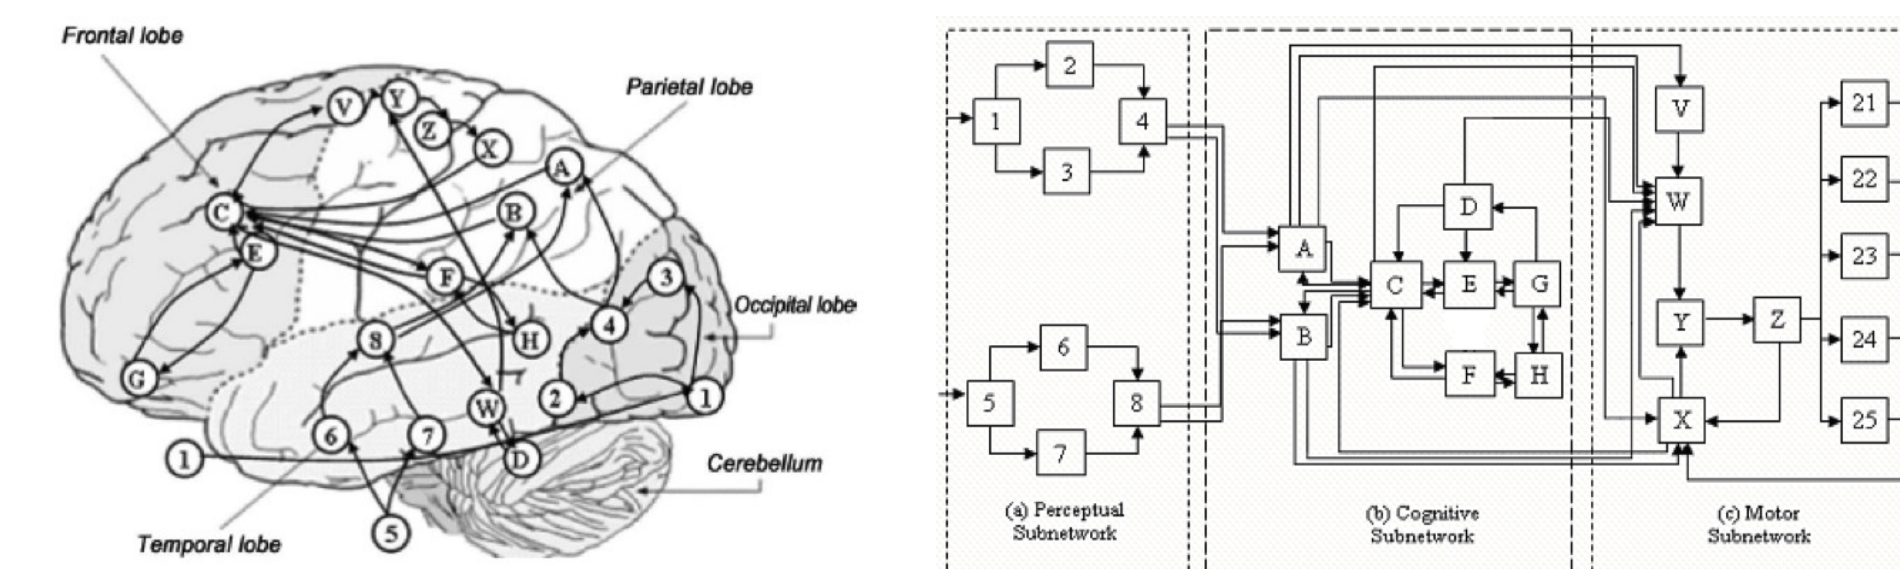 Frontal lobe
Parietal lobe
V
Y
Z
X
A
C
B
E
F
3
Occipital lobe
8
H
4
G
W
2
1
6
7
1
D
Cerebellum
5
Temporal lobe
2
1
4
3
V
W
D
A
C
E
G
B
F
H
Y
Z
X
21
22
23
24
25
6
5
8
7
(a) Perceptual
Subnetwork
(b) Cognitive
Subnetwork
(c) Motor
Subnetwork